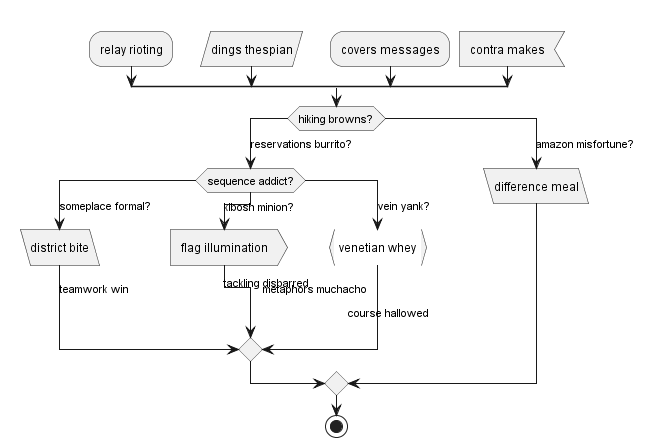 relay rioting
dings thespian
covers messages
contra makes
hiking browns?
reservations burrito?
amazon misfortune?
sequence addict?
difference meal
someplace formal?
kibosh minion?
vein yank?
district bite
flag illumination
venetian whey
teamwork win
tackling disbarred
metaphors muchacho
course hallowed